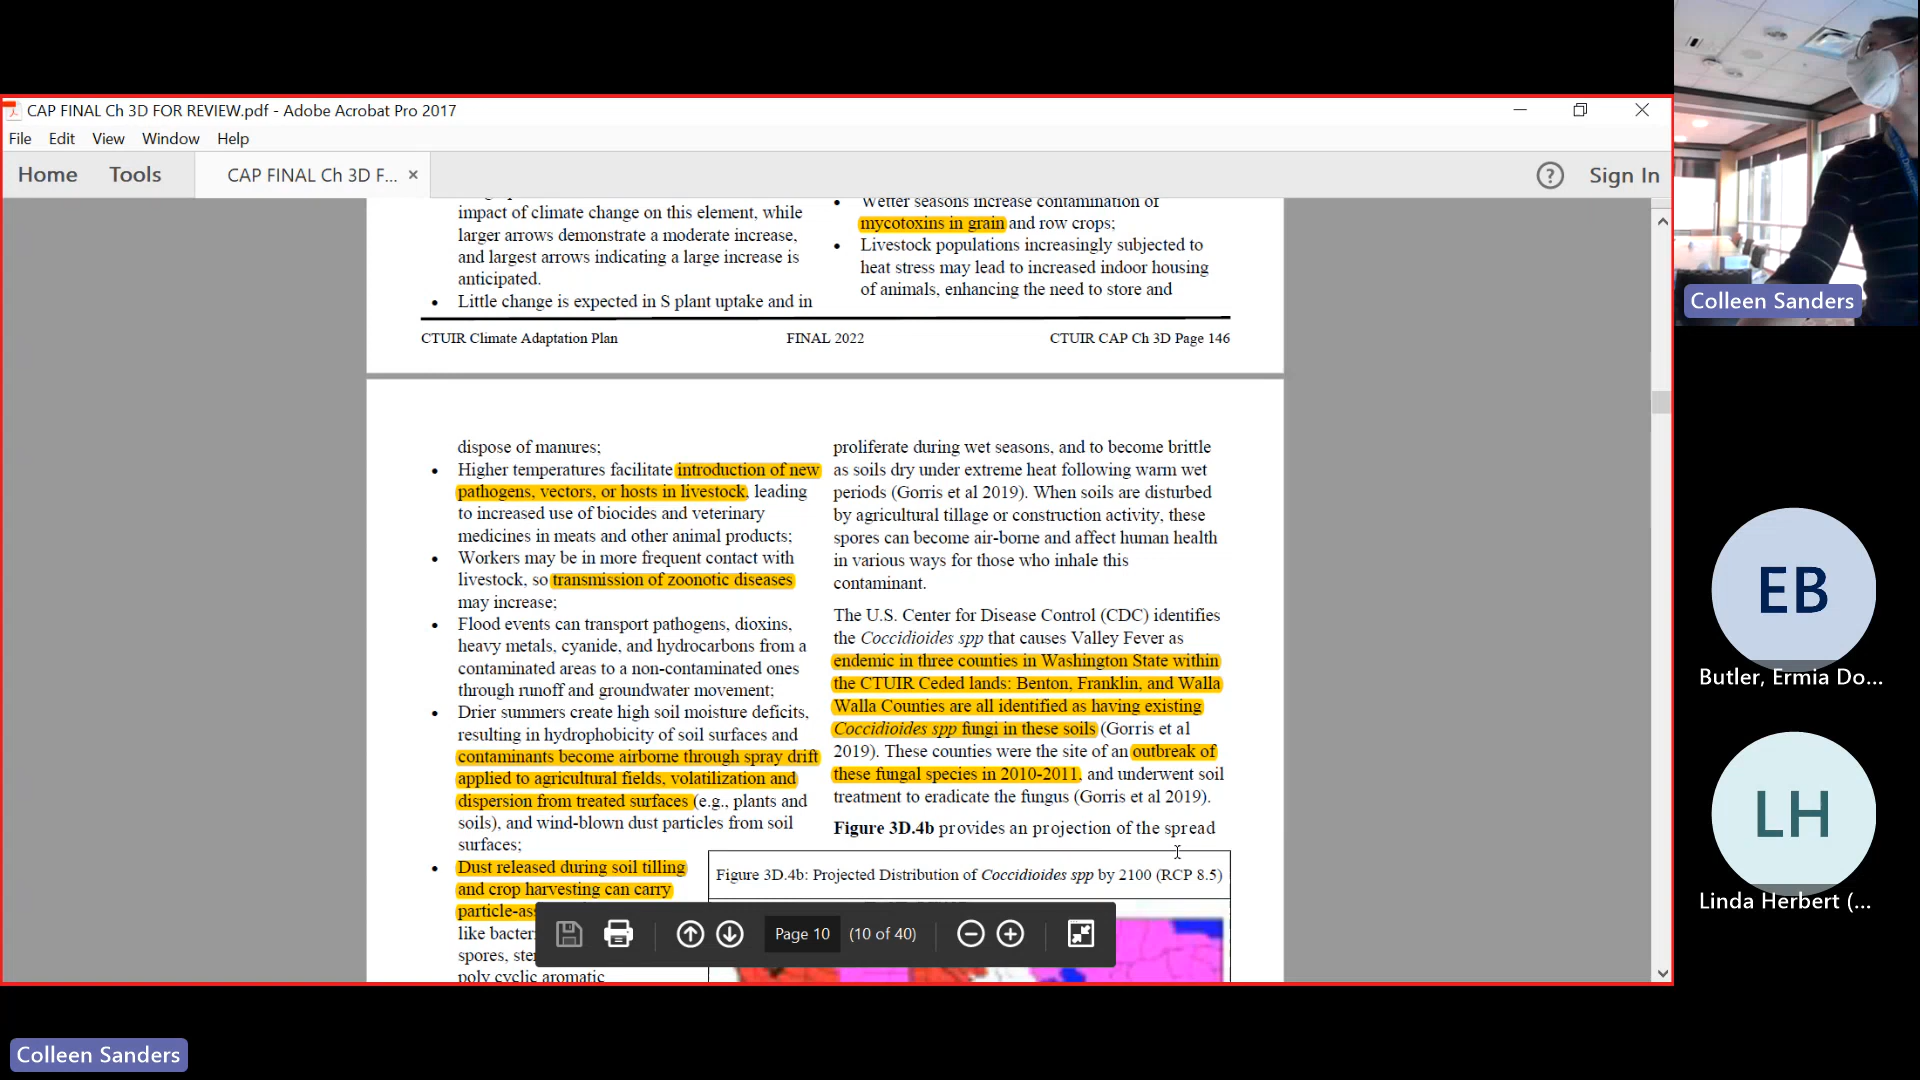 CAP FINAL Ch 3D FOR REVIEW.pdf - Adobe Acrobat Pro 2017
File Edit View Window Help
Home Tools CAP FINAL Ch 3D F... × ? Sign In
impact of climate change on this element, while
larger arrows demonstrate a moderate increase,
and largest arrows indicating a large increase is
anticipated.
• Little change is expected in S plant uptake and in
• Wetter seasons increase contamination of
mycotoxins in grain and row crops;
• Livestock populations increasingly subjected to
heat stress may lead to increased indoor housing
of animals, enhancing the need to store and
CTUIR Climate Adaptation Plan FINAL 2022 CTUIR CAP Ch 3D Page 146
dispose of manures;
• Higher temperatures facilitate introduction of new
pathogens, vectors, or hosts in livestock, leading
to increased use of biocides and veterinary
medicines in meats and other animal products;
• Workers may be in more frequent contact with
livestock, so transmission of zoonotic diseases
may increase;
• Flood events can transport pathogens, dioxins,
heavy metals, cyanide, and hydrocarbons from a
contaminated areas to a non-contaminated ones
through runoff and groundwater movement;
• Drier summers create high soil moisture deficits,
resulting in hydrophobicity of soil surfaces and
contaminants become airborne through spray drift
applied to agricultural fields, volatilization and
dispersion from treated surfaces (e.g., plants and
soils), and wind-blown dust particles from soil
surfaces;
• Dust released during soil tilling
and crop harvesting can carry
particle-as
like bacter
spores, ste
poly cyclic aromatic
proliferate during wet seasons, and to become brittle
as soils dry under extreme heat following warm wet
periods (Gorris et al 2019). When soils are disturbed
by agricultural tillage or construction activity, these
spores can become air-borne and affect human health
in various ways for those who inhale this
contaminant.
The U.S. Center for Disease Control (CDC) identifies
the Coccidioides spp that causes Valley Fever as
endemic in three counties in Washington State within
the CTUIR Ceded lands: Benton, Franklin, and Walla
Walla Counties are all identified as having existing
Coccidioides spp fungi in these soils (Gorris et al
2019). These counties were the site of an outbreak of
these fungal species in 2010-2011, and underwent soil
treatment to eradicate the fungus (Gorris et al 2019).
Figure 3D.4b provides an projection of the spread
Figure 3D.4b: Projected Distribution of Coccidioides spp by 2100 (RCP 8.5)
Page 10 (10 of 40)
Colleen Sanders
EB
Butler, Ermia Do...
LH
Linda Herbert (...
Colleen Sanders